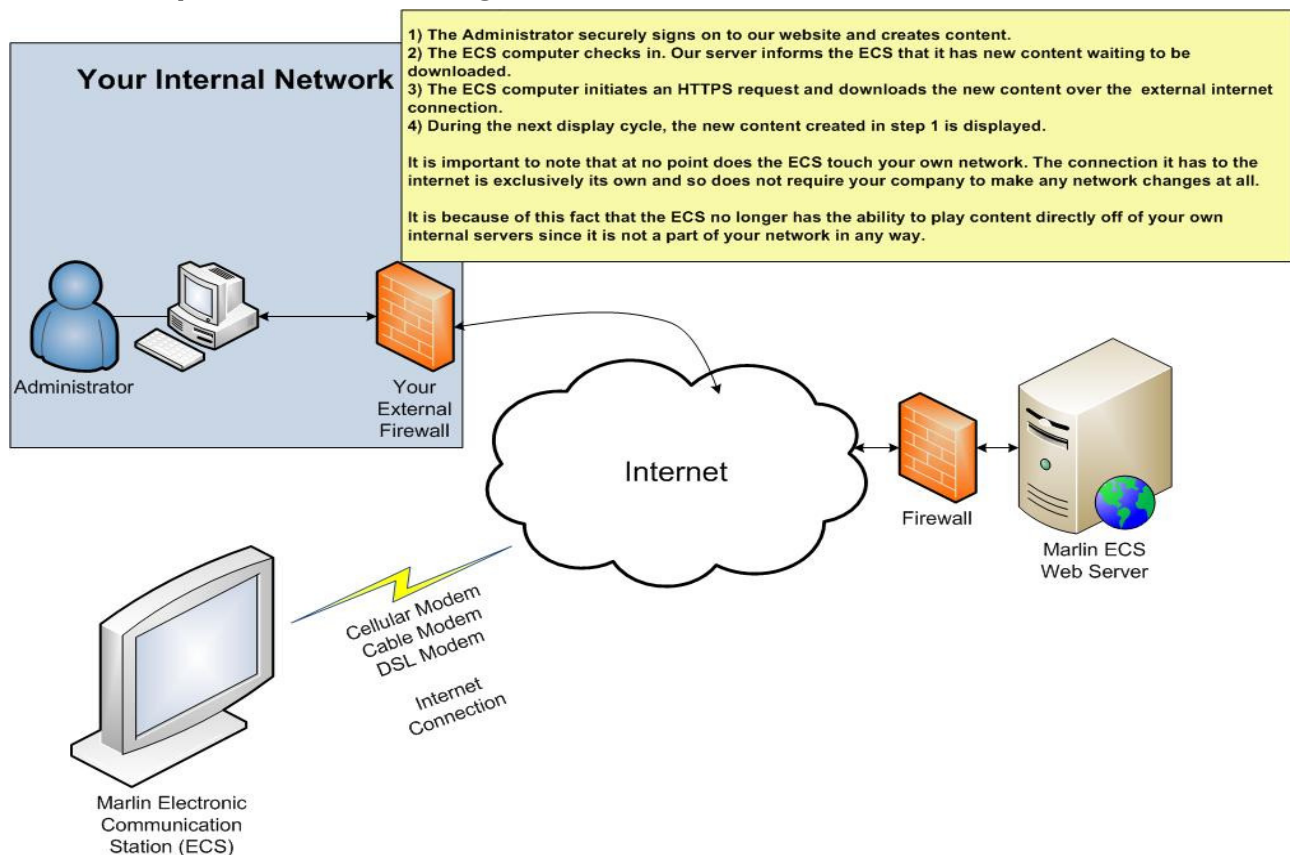 Your Internal Network
1) The Administrator securely signs on to our website and creates content.
2) The ECS computer checks in. Our server informs the ECS that it has new content waiting to be
downloaded.
3) The ECS computer initiates an HTTPS request and downloads the new content over the external internet
connection.
4) During the next display cycle, the new content created in step 1 is displayed.
It is important to note that at no point does the ECS touch your own network. The connection it has to the
internet is exclusively its own and so does not require your company to make any network changes at all.
It is because of this fact that the ECS no longer has the ability to play content directly off of your own
internal servers since it is not a part of your network in any way.
Administrator
Your
External
Firewall
Internet
Firewall
Marlin ECS
Web Server
Cellular Modem
Cable Modem
DSL Modem
Internet
Connection
Marlin Electronic
Communication
Station (ECS)